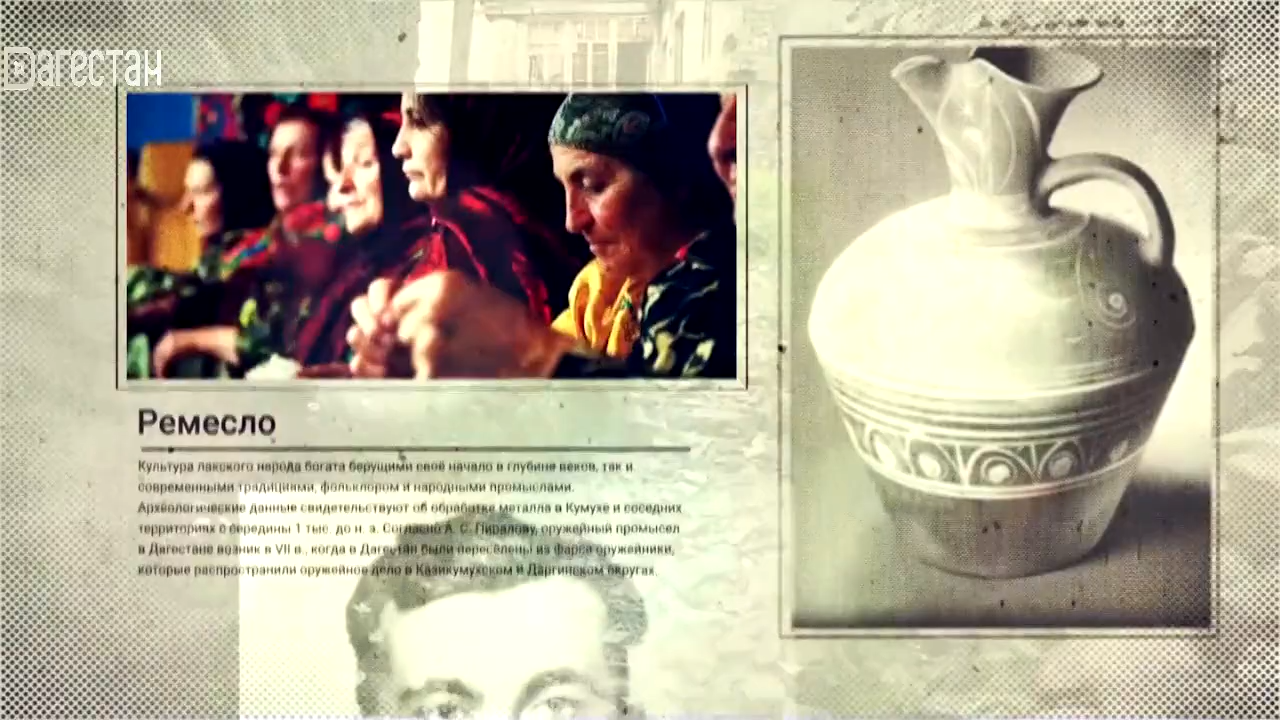 Дагестан
Ремесло
Культура лакского народа богата берущими своё начало в глубине веков, так и
современными традициями, фольклором и народными промыслами.
Археологические данные свидетельствуют об обработке металла в Кумухе и соседних
территориях с середины 1 тыс. до н. э. Согласно А. С. Пиралову, оружейный промысел
в Дагестане возник в VII в., когда в Дагестан были переселены из Фарса оружейники,
которые распространили оружейное дело в Казикумухском и Даргинском округах.